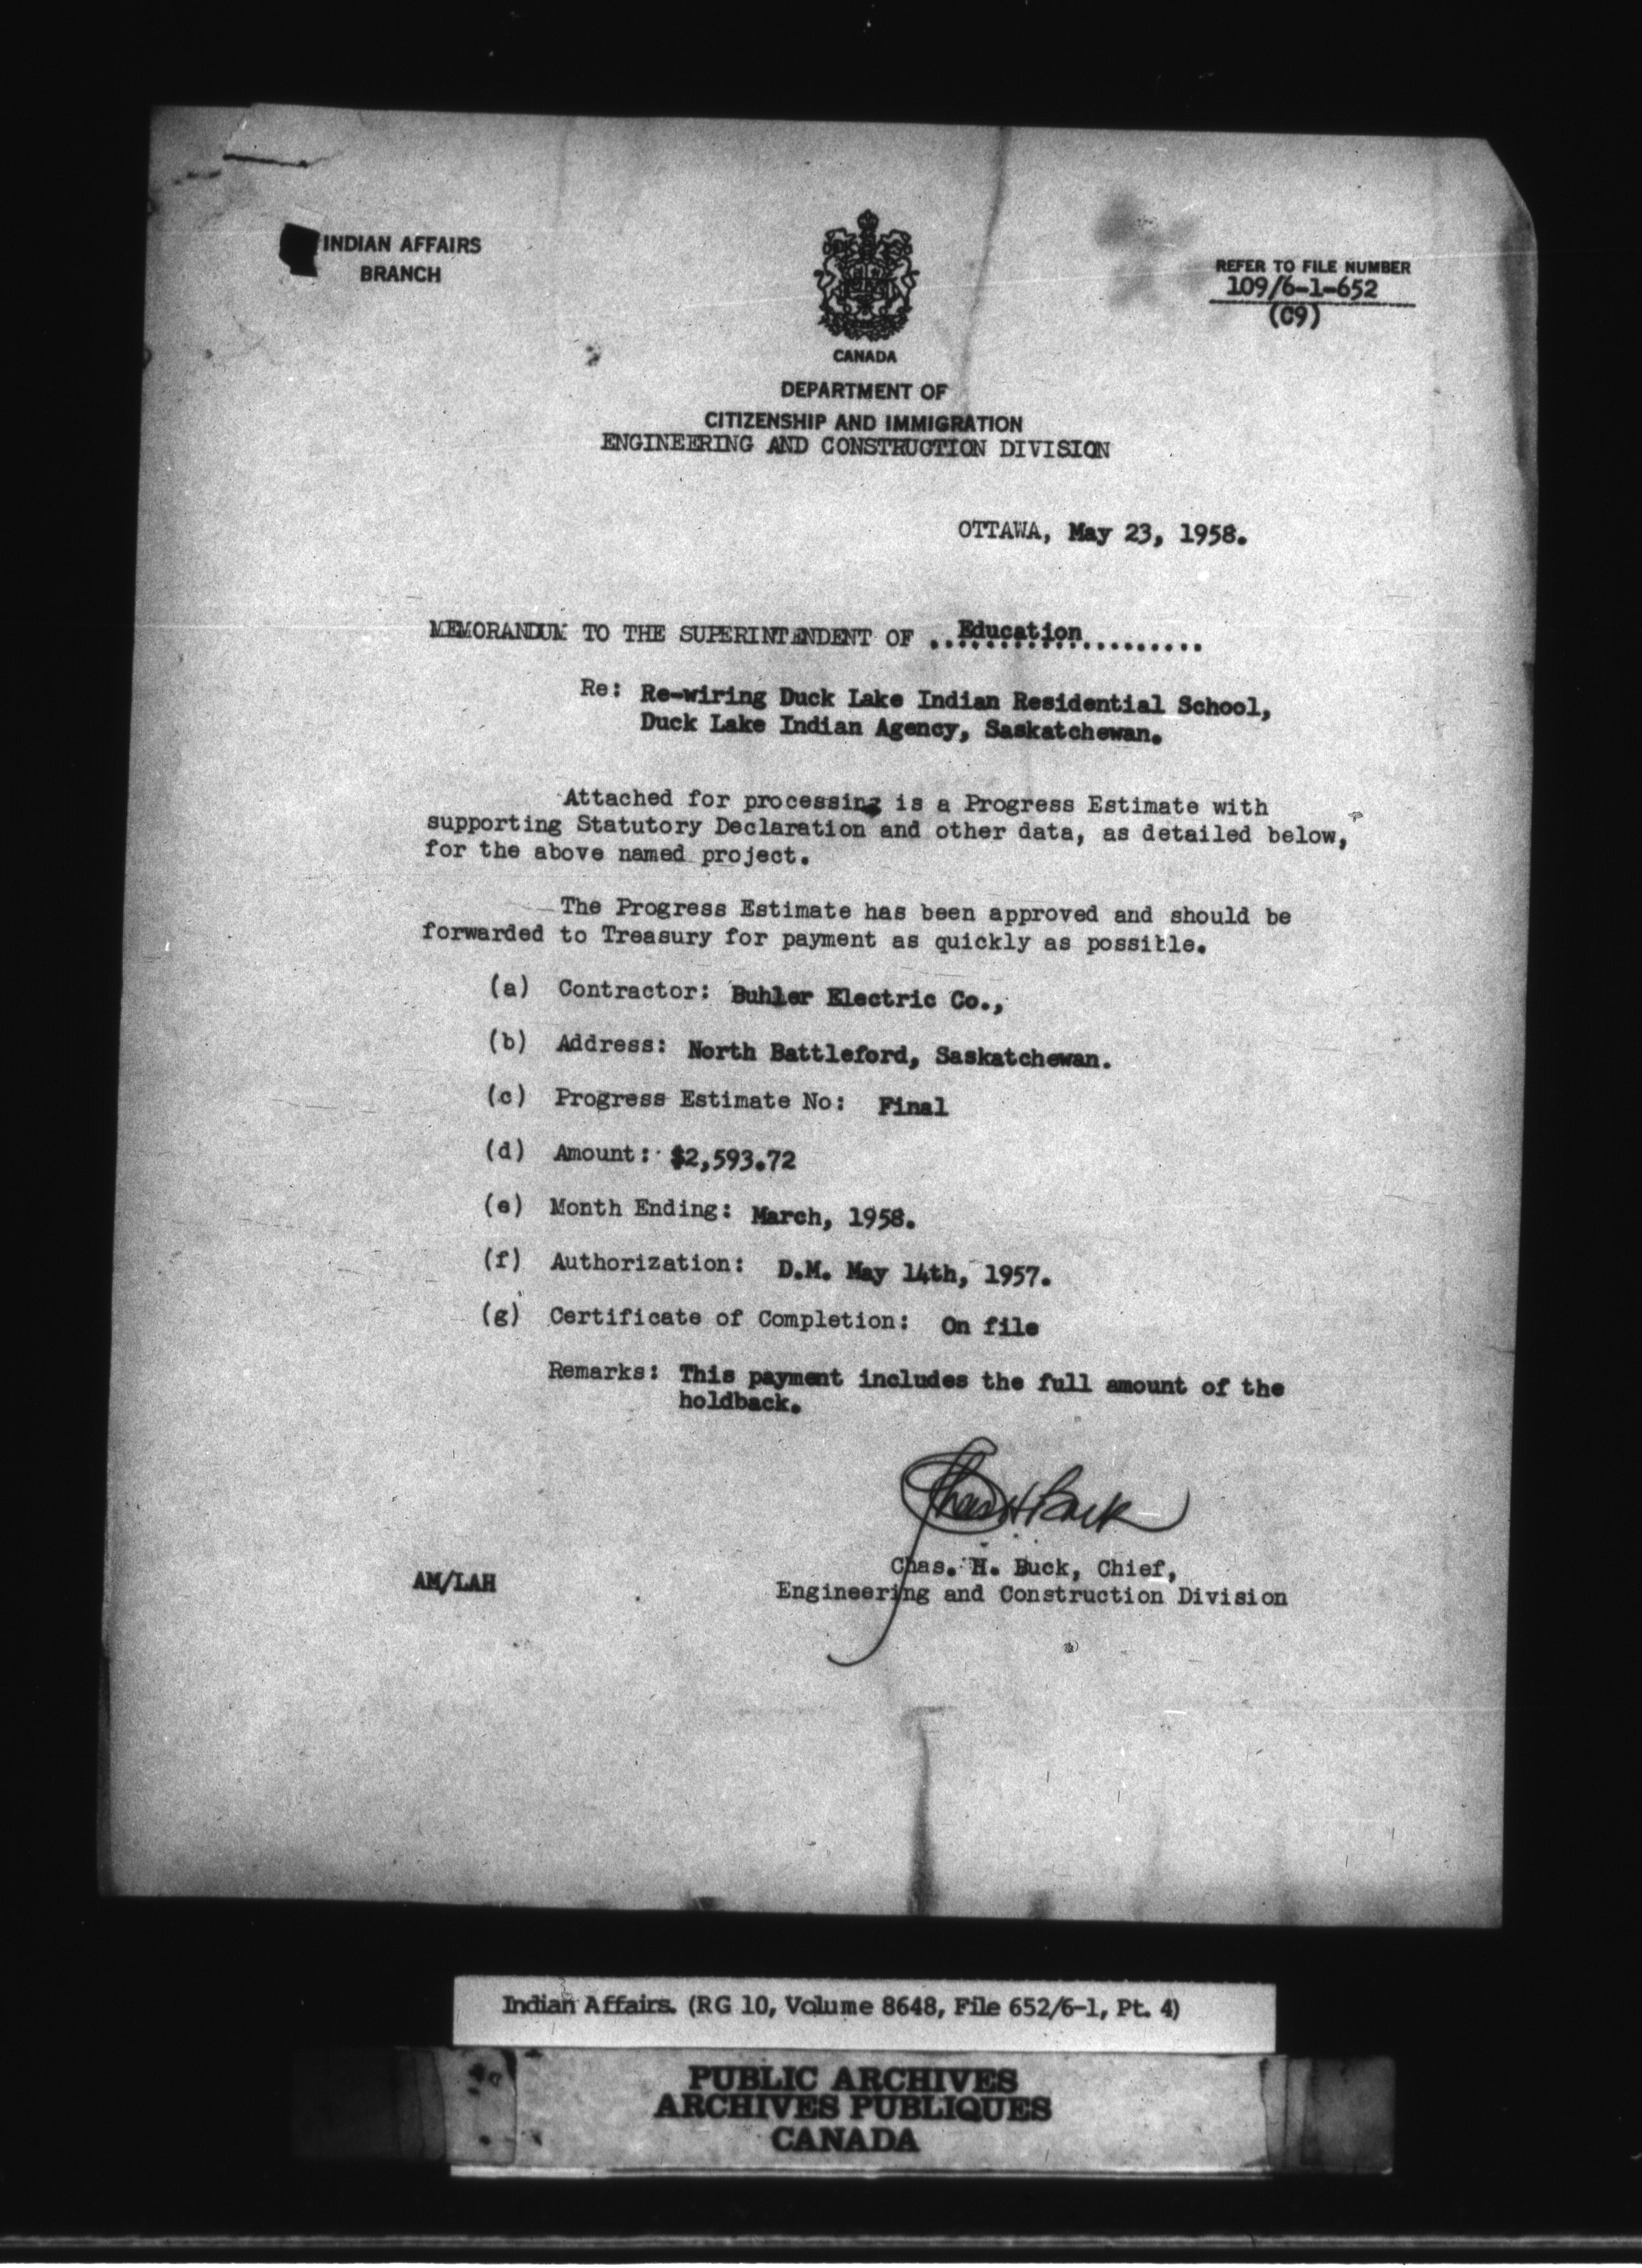 INDIAN AFFAIRS
BRANCH
REFER TO FILE NUMBER
109/6-1-652
(C9)
CANADA
DEPARTMENT OF
CITIZENSHIP AND IMMIGRATION
ENGINEERING AND CONSTRUCTION DIVISION
OTTAWA, May 23, 1958.
MEMORANDUM TO THE SUPERINTENDENT OF ..Education....................
Re: Re-wiring Duck Lake Indian Residential School,
Duck Lake Indian Agency, Saskatchewan.
Attached for processing is a Progress Estimate with
supporting Statutory Declaration and other data, as detailed below,
for the above named project.
The Progress Estimate has been approved and should be
forwarded to Treasury for payment as quickly as possible.
(a) Contractor: Buhler Electric Co.,
(b) Address: North Battleford, Saskatchewan.
(c) Progress Estimate No: Final
(d) Amount: $2,593.72
(e) Month Ending: March, 1958.
(f) Authorization: D.M. May 14th, 1957.
(g) Certificate of Completion: On file
Remarks: This payment includes the full amount of the
holdback.
Chas H Buck
Chas. H. Buck, Chief,
AM/LAH
Engineering and Construction Division
Indian Affairs. (RG 10, Volume 8648, File 652/6-1, Pt. 4)
PUBLIC ARCHIVES
ARCHIVES PUBLIQUES
CANADA